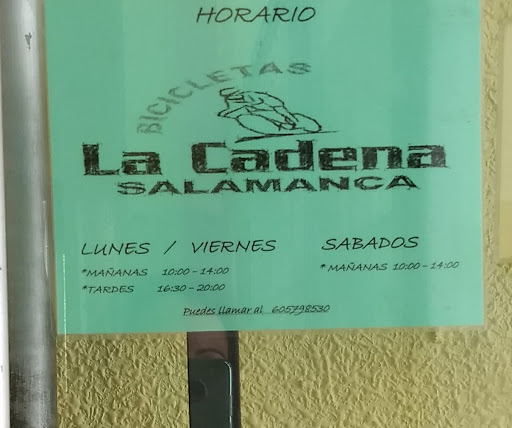 HORARIO
BICICLETAS
La Cadena
SALAMANCA
LUNES / VIERNES
*MAÑANAS 10:00 - 14:00
*TARDES 16:30 - 20:00
SABADOS
* MAÑANAS 10:00 - 14:00
Puedes llamar al 605798530